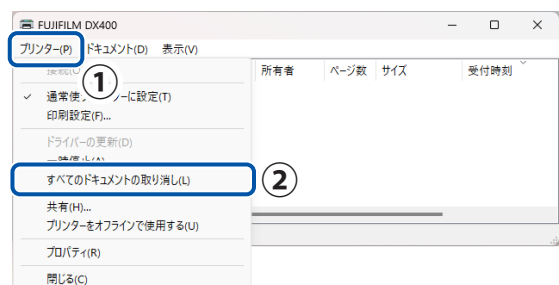 FUJIFILM DX400
プリンター(P) ドキュメント(D) 表示(V)
①
所有者 ページ数 サイズ 受付時刻
通常使 ーに設定(T)
印刷設定(F)...
ドライバーの更新(D)
すべてのドキュメントの取り消し(L)
②
共有(H)...
プリンターをオフラインで使用する(U)
プロパティ(R)
閉じる(C)